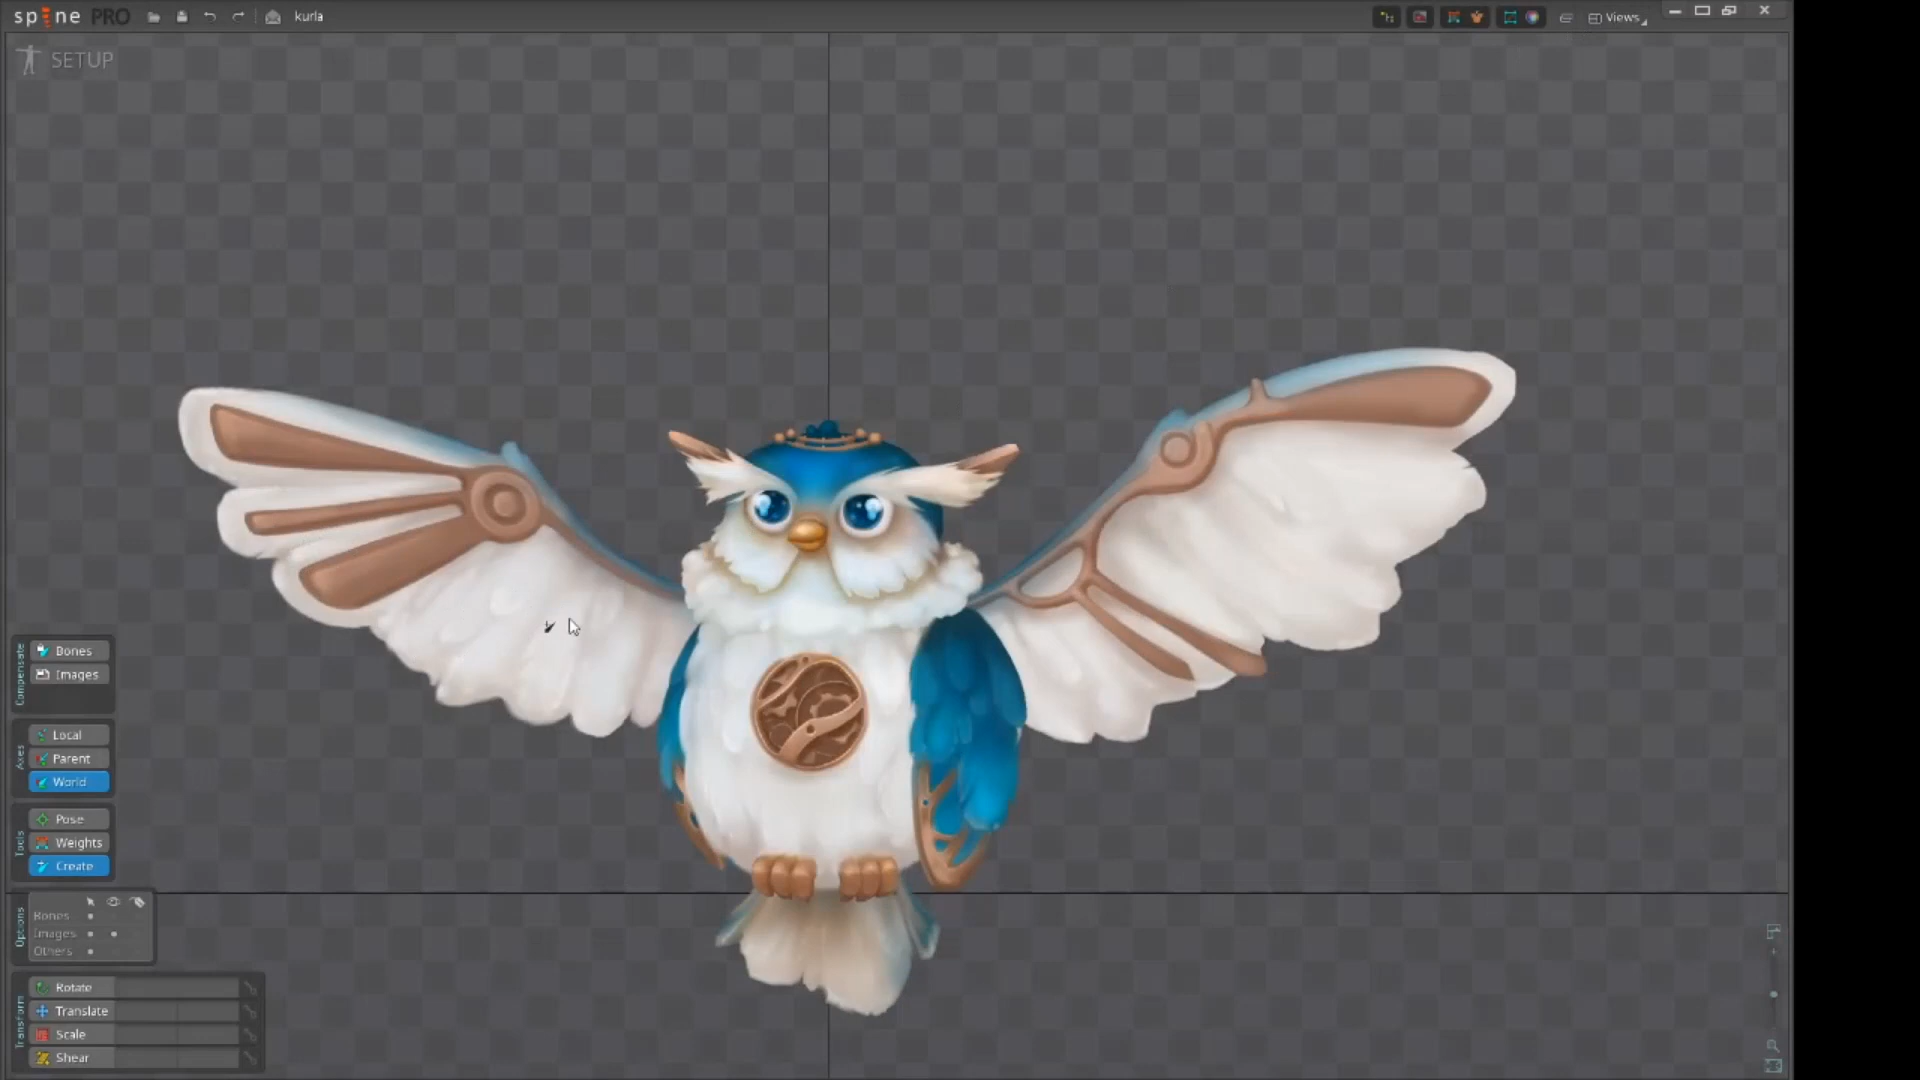 spine PRO kurla Views
SETUP
Compensate
Bones
Images
Axes
Local
Parent
World
Tools
Pose
Weights
Create
Options
Bones
Images
Others
Transform
Rotate
Translate
Scale
Shear